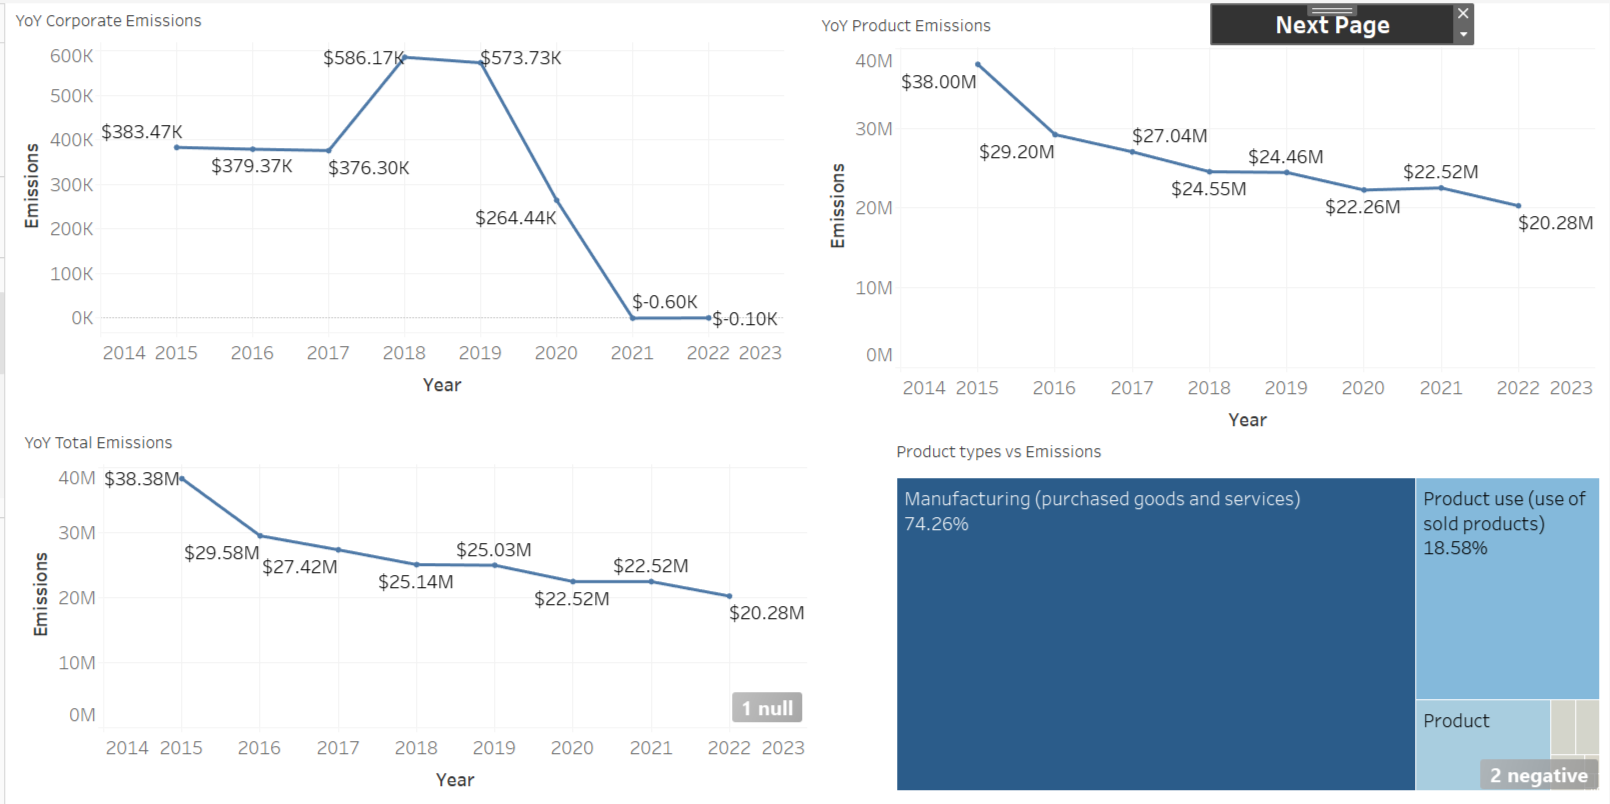 YoY Corporate Emissions
600K
500K
400K
300K
200K
100K
0K
Emissions
$383.47K
$379.37K
$376.30K
$586.17K
$573.73K
$264.44K
$-0.60K
$-0.10K
2014 2015 2016 2017 2018 2019 2020 2021 2022 2023
Year
YoY Product Emissions
Next Page
40M
30M
20M
10M
0M
Emissions
$38.00M
$29.20M
$27.04M
$24.55M
$24.46M
$22.26M
$22.52M
$20.28M
2014 2015 2016 2017 2018 2019 2020 2021 2022 2023
Year
YoY Total Emissions
40M
30M
20M
10M
0M
Emissions
$38.38M
$29.58M
$27.42M
$25.14M
$25.03M
$22.52M
$22.52M
$20.28M
1 null
2014 2015 2016 2017 2018 2019 2020 2021 2022 2023
Year
Product types vs Emissions
Manufacturing (purchased goods and services)
74.26%
Product use (use of
sold products)
18.58%
Product
2 negative